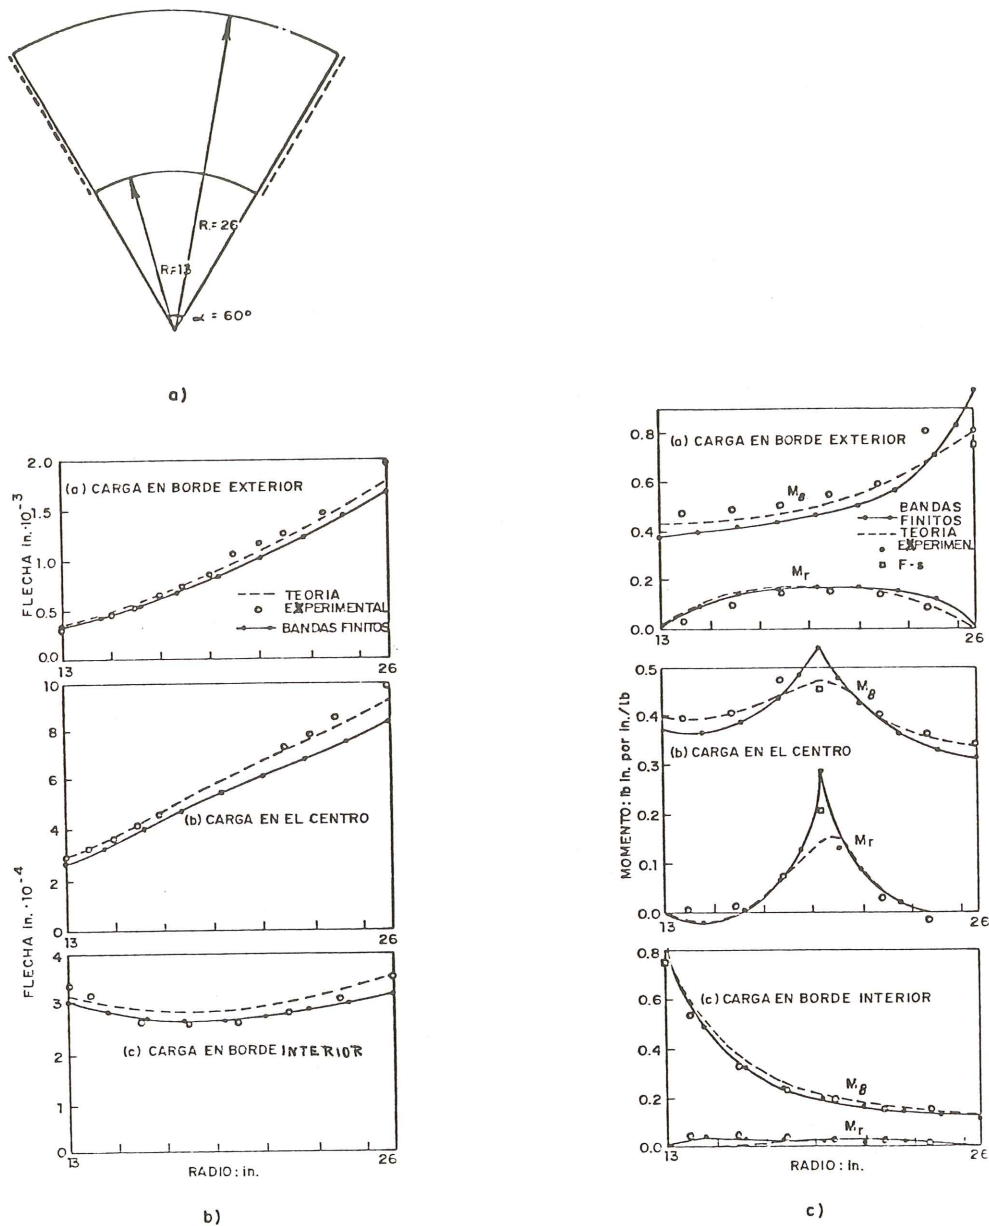 R.= 26
R=13
α = 60º
a)
2.0
(a) CARGA EN BORDE EXTERIOR
FLECHA in.·10⁻³
1.0
TEORIA
0.5
EXPERIMENTAL
BANDAS FINITOS
0.0
13
26
10
8
6
(b) CARGA EN EL CENTRO
4
2
0
13
26
FLECHA in.·10⁻⁴
4
3
(c) CARGA EN BORDE INTERIOR
2
1
0
13
26
RADIO: in.
b)
0.8
(a) CARGA EN BORDE EXTERIOR
0.6
Mθ
BANDAS
FINITOS
0.4
TEORIA
EXPERIMEN.
F-s
0.2
Mr
0.0
13
26
0.5
Mθ
0.4
(b) CARGA EN EL CENTRO
0.3
MOMENTO: lb in. por in./lb
0.2
Mr
0.1
0.0
13
26
0.8
(c) CARGA EN BORDE INTERIOR
0.6
0.4
Mθ
0.2
Mr
0.0
13
26
RADIO: in.
c)